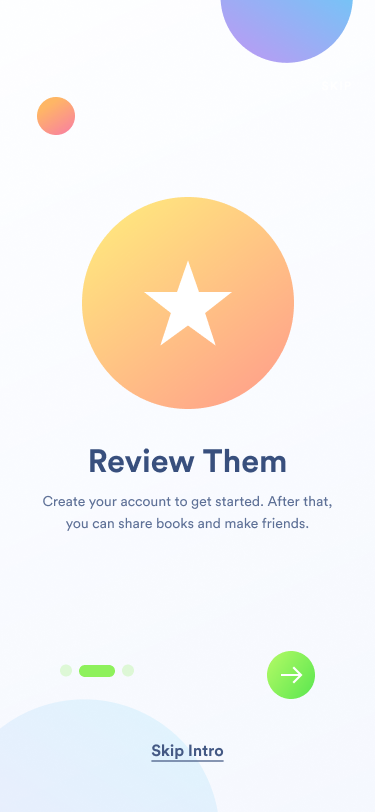 Review Them
Create your account to get started. After that,
you can share books and make friends.
Skip Intro